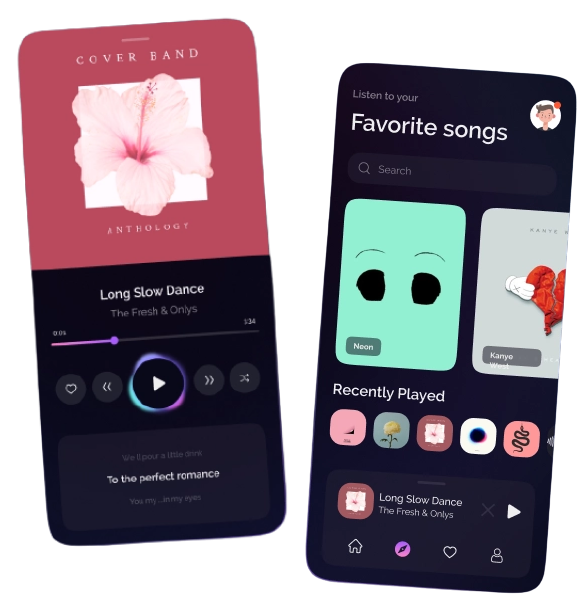 COVER BAND
ANTHOLOGY
Long Slow Dance
The Fresh & Onlys
0:01
1:34
We'll pour a little drink
To the perfect romance
You my ...in my eyes
Listen to your
Favorite songs
Search
KANYE W
Neon
Kanye
West
Recently Played
Long Slow Dance
The Fresh & Onlys